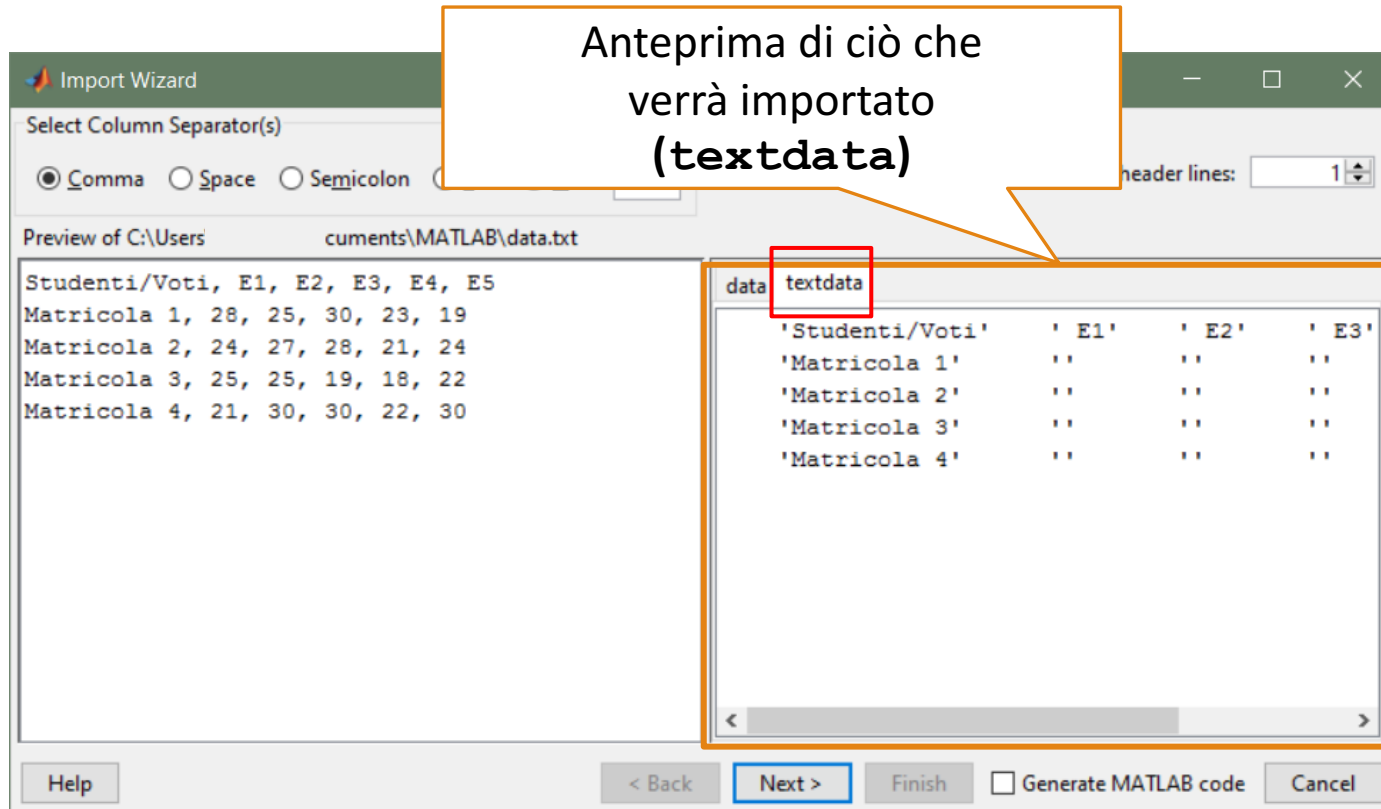 Anteprima di ciò che
verrà importato
(textdata)
Import Wizard
Select Column Separator(s)
Comma Space Semicolon
header lines: 1
Preview of C:\Users cuments\MATLAB\data.txt
Studenti/Voti, E1, E2, E3, E4, E5
Matricola 1, 28, 25, 30, 23, 19
Matricola 2, 24, 27, 28, 21, 24
Matricola 3, 25, 25, 19, 18, 22
Matricola 4, 21, 30, 30, 22, 30
data textdata
'Studenti/Voti' ' E1' ' E2' ' E3'
'Matricola 1' '' '' ''
'Matricola 2' '' '' ''
'Matricola 3' '' '' ''
'Matricola 4' '' '' ''
Help < Back Next > Finish Generate MATLAB code Cancel